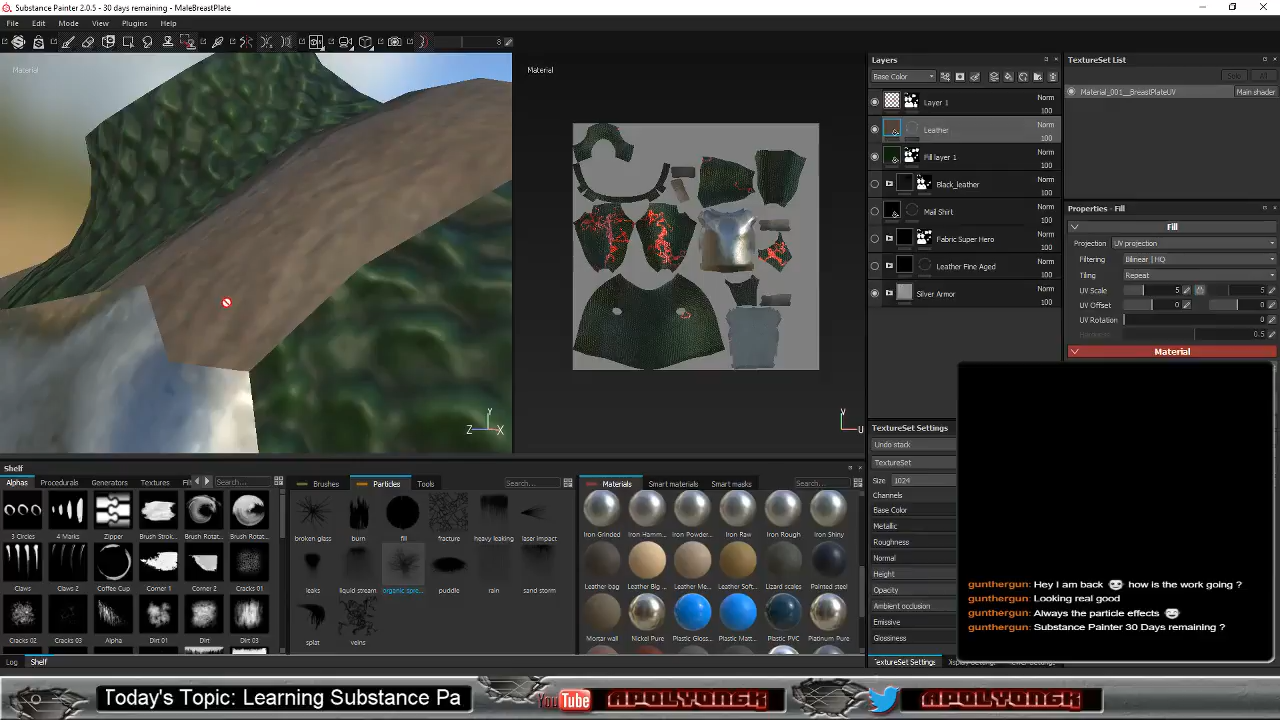 Substance Painter 2.0.5 - 30 days remaining - MaleBreastPlate
File Edit Mode View Plugins Help
8
Material
Z X
Y
Material
Y
U
Layers
Base Color
Layer 1 Norm 100
Leather Norm 100
Fill layer 1 Norm 100
Black_leather Norm 100
Mail Shirt Norm 100
Fabric Super Hero Norm 100
Leather Fine Aged Norm 100
Silver Armor Norm 100
TextureSet List
Solo All
Material_001__BreastPlateUV Main shader
Properties - Fill
Fill
Projection UV projection
Filtering Bilinear | HQ
Tiling Repeat
UV Scale 5 5
UV Offset 0 0
UV Rotation 0
Hardness 0.5
Material
TextureSet Settings
Undo stack
TextureSet
Size 1024
Channels
Base Color
Metallic
Roughness
Normal
Height
Opacity
Ambient occlusion
Emissive
Glossiness
TextureSet Settings
gunthergun: Hey I am back how is the work going ?
gunthergun: Looking real good
gunthergun: Always the particle effects
gunthergun: Substance Painter 30 Days remaining ?
Shelf
Alphas Procedurals Generators Textures Search...
3 Circles 4 Marks Zipper Brush Strok... Brush Rotat... Brush Rotat...
Claws Claws 2 Coffee Cup Corner 1 Corner 2 Cracks 01
Cracks 02 Cracks 03 Alpha Dirt 01 Dirt Dirt 03
Brushes Particles Tools Search...
broken glass burn fill fracture heavy leaking laser impact
leaks liquid stream organic spre... puddle rain sand storm
splat veins
Materials Smart materials Smart masks Search...
Iron Grinded Iron Hamm... Iron Powder... Iron Raw Iron Rough Iron Shiny
Leather bag Leather Big ... Leather Me... Leather Soft... Lizard scales Painted steel
Mortar wall Nickel Pure Plastic Gloss... Plastic Matt... Plastic PVC Platinum Pure
Log Shelf
Today's Topic: Learning Substance Pa
YouTube
APOLYONGK
APOLYONGK